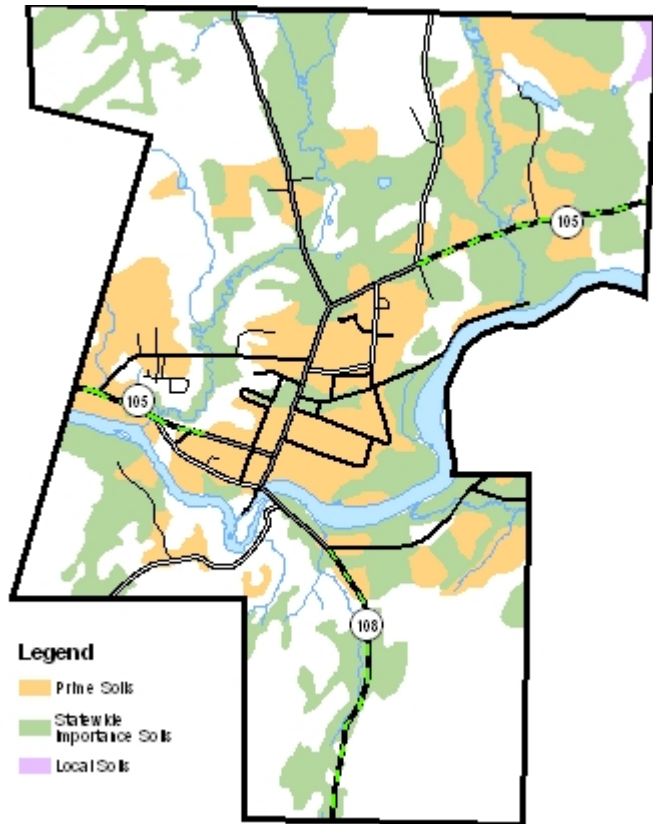 105
105
108
Legend
Prime Soils
Statewide
Importance Soils
Local Soils